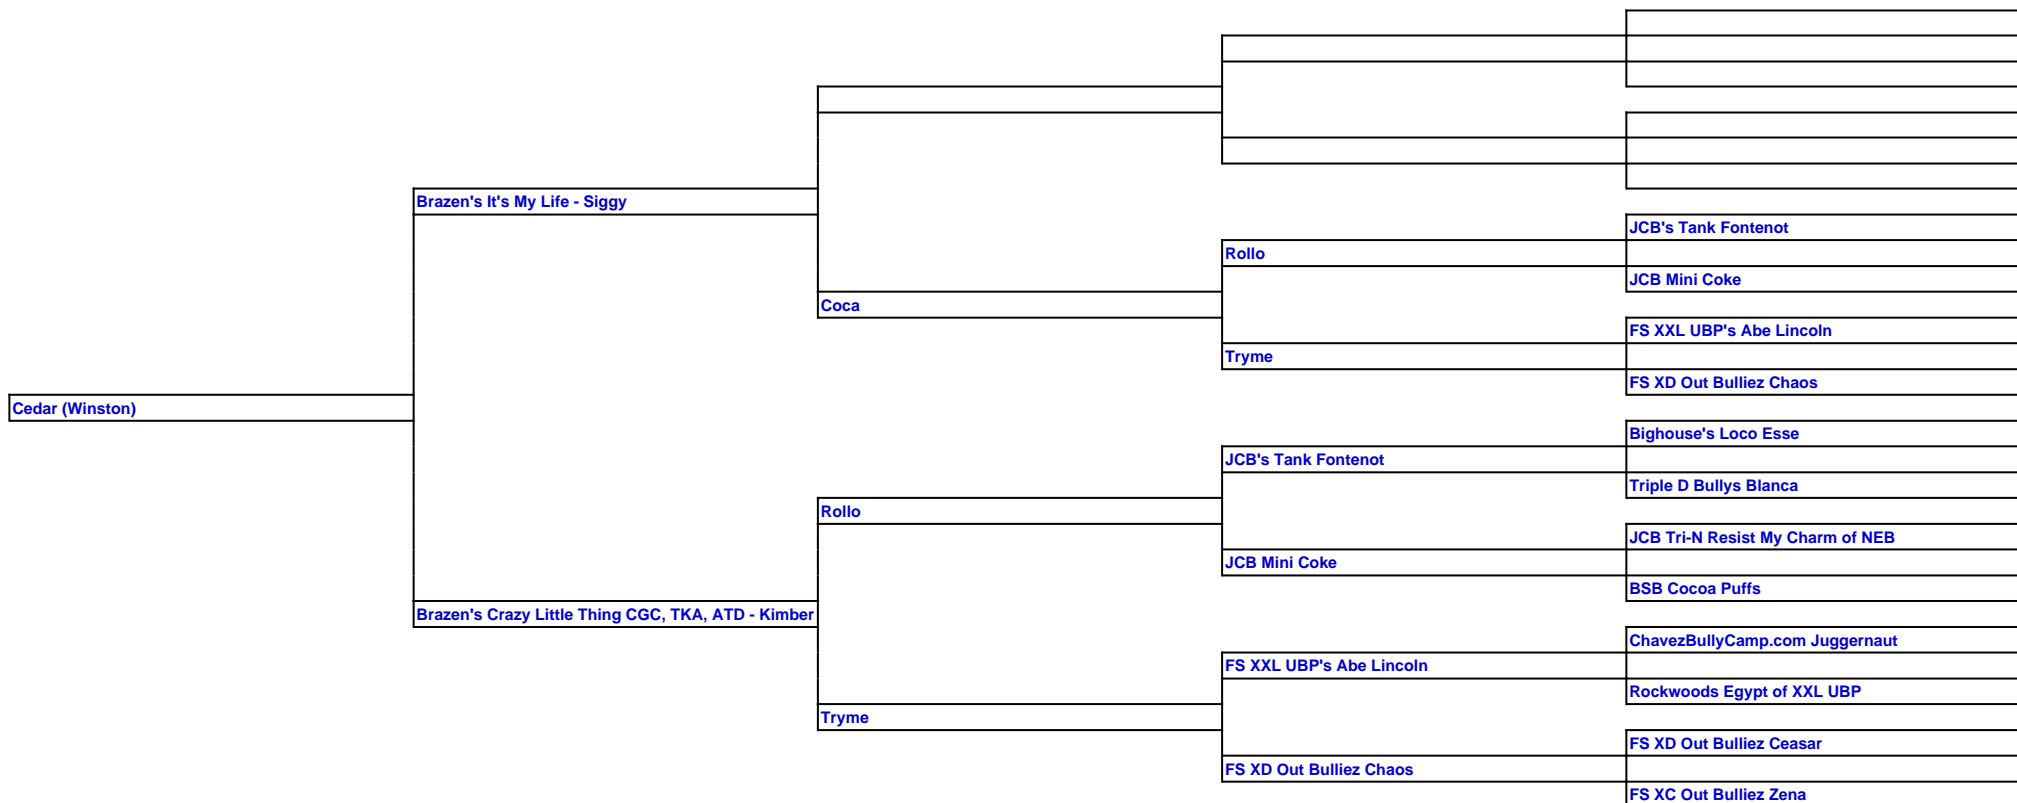 Brazen's It's My Life - Siggy
JCB's Tank Fontenot
Rollo
JCB Mini Coke
Coca
FS XXL UBP's Abe Lincoln
Tryme
FS XD Out Bulliez Chaos
Cedar (Winston)
Bighouse's Loco Esse
JCB's Tank Fontenot
Triple D Bullys Blanca
Rollo
JCB Tri-N Resist My Charm of NEB
JCB Mini Coke
BSB Cocoa Puffs
Brazen's Crazy Little Thing CGC, TKA, ATD - Kimber
ChavezBullyCamp.com Juggernaut
FS XXL UBP's Abe Lincoln
Rockwoods Egypt of XXL UBP
Tryme
FS XD Out Bulliez Ceasar
FS XD Out Bulliez Chaos
FS XC Out Bulliez Zena